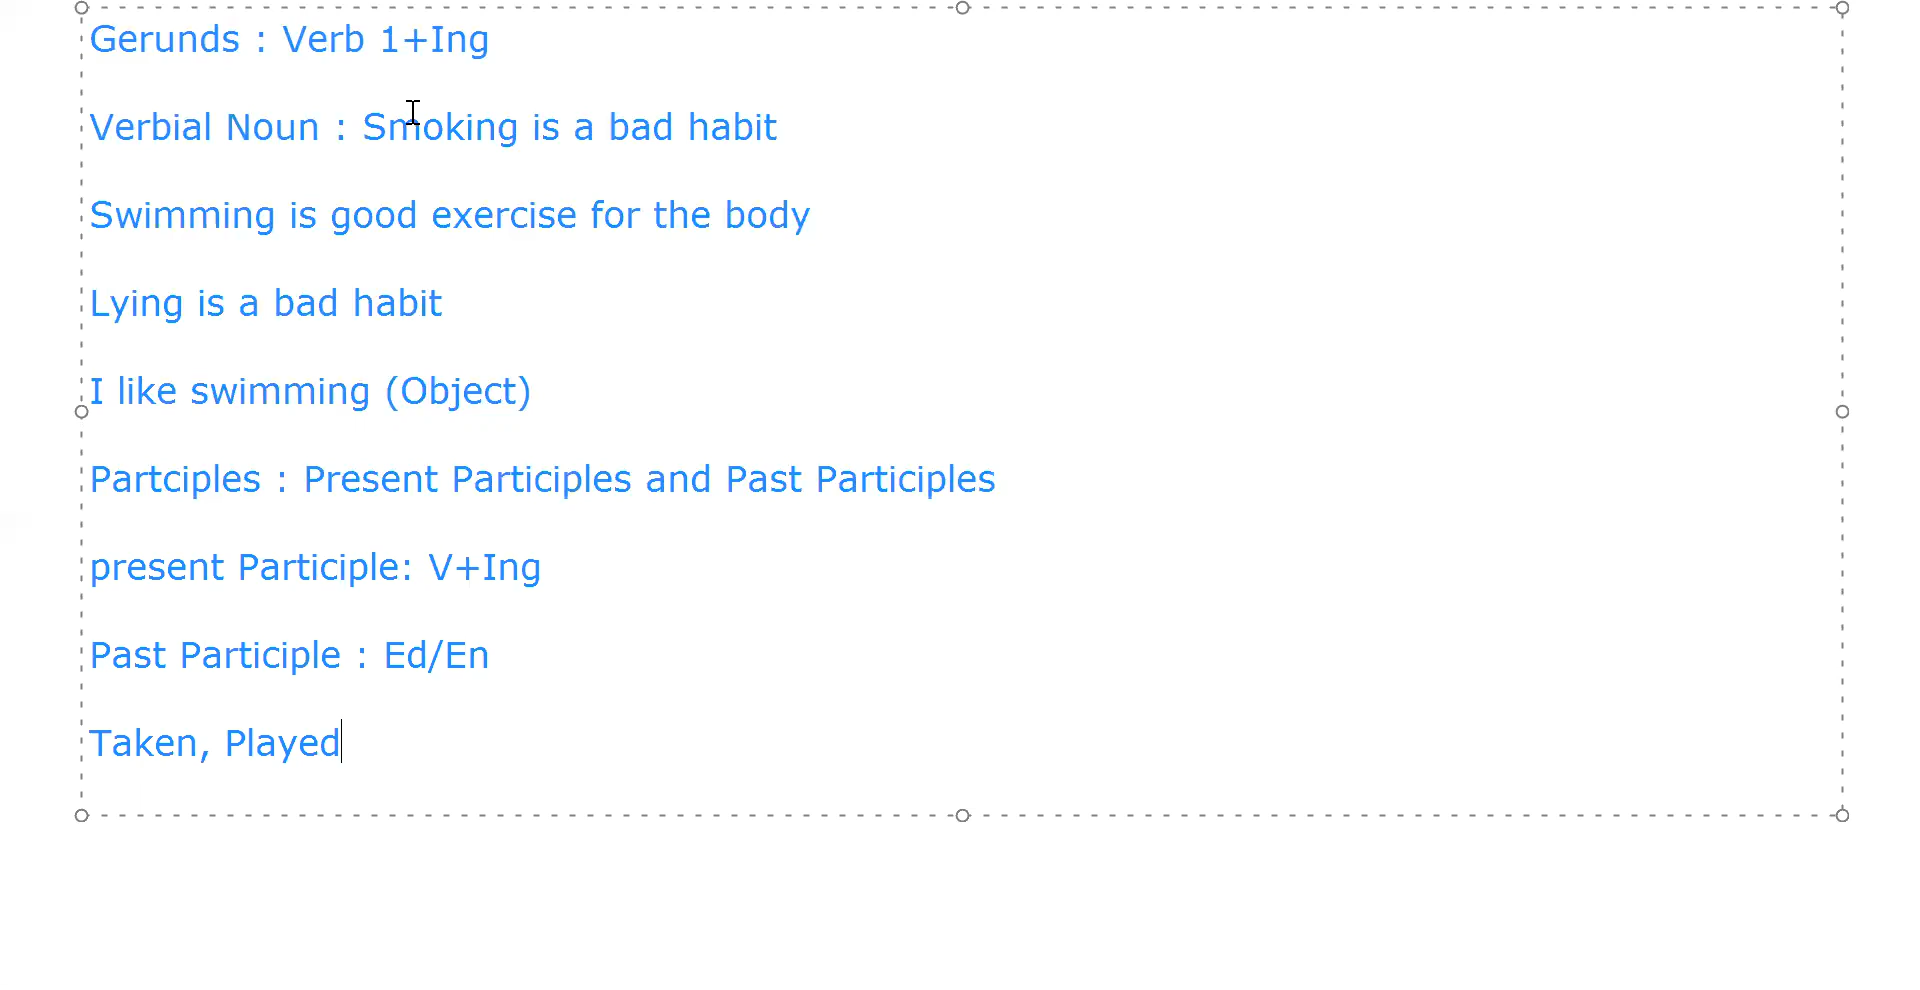 Gerunds : Verb 1+Ing
Verbial Noun : Smoking is a bad habit
Swimming is good exercise for the body
Lying is a bad habit
I like swimming (Object)
Partciples : Present Participles and Past Participles
present Participle: V+Ing
Past Participle : Ed/En
Taken, Played